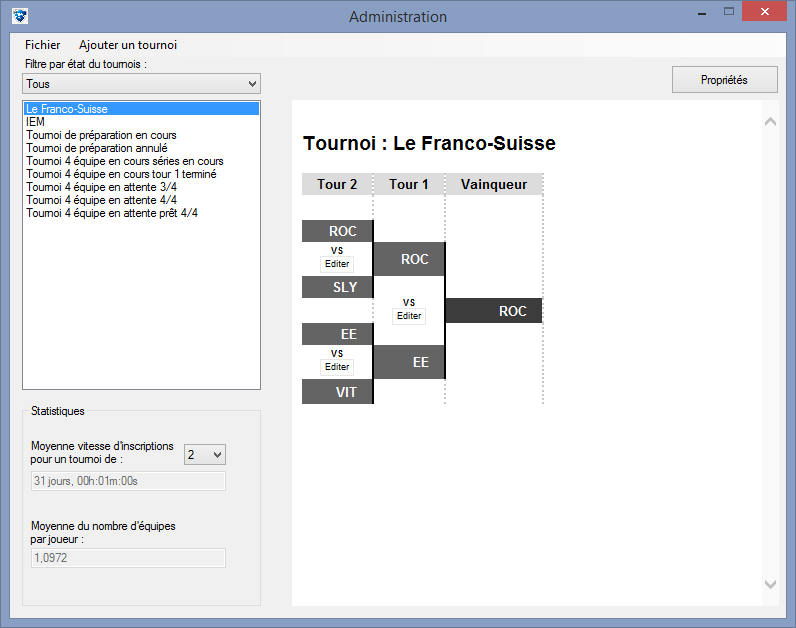 Administration
Fichier Ajouter un tournoi
Filtre par état du tournois :
Tous
Propriétés
Le Franco-Suisse
IEM
Tournoi de préparation en cours
Tournoi de préparation annulé
Tournoi 4 équipe en cours séries en cours
Tournoi 4 équipe en cours tour 1 terminé
Tournoi 4 équipe en attente 3/4
Tournoi 4 équipe en attente 4/4
Tournoi 4 équipe en attente prêt 4/4
Statistiques
Moyenne vitesse d'inscriptions
pour un tournoi de :
2
31 jours, 00h:01m:00s
Moyenne du nombre d'équipes
par joueur :
1,0972
Tournoi : Le Franco-Suisse
Tour 2 Tour 1 Vainqueur
ROC
VS
Editer
SLY
EE
VS
Editer
VIT
ROC
VS
Editer
EE
ROC